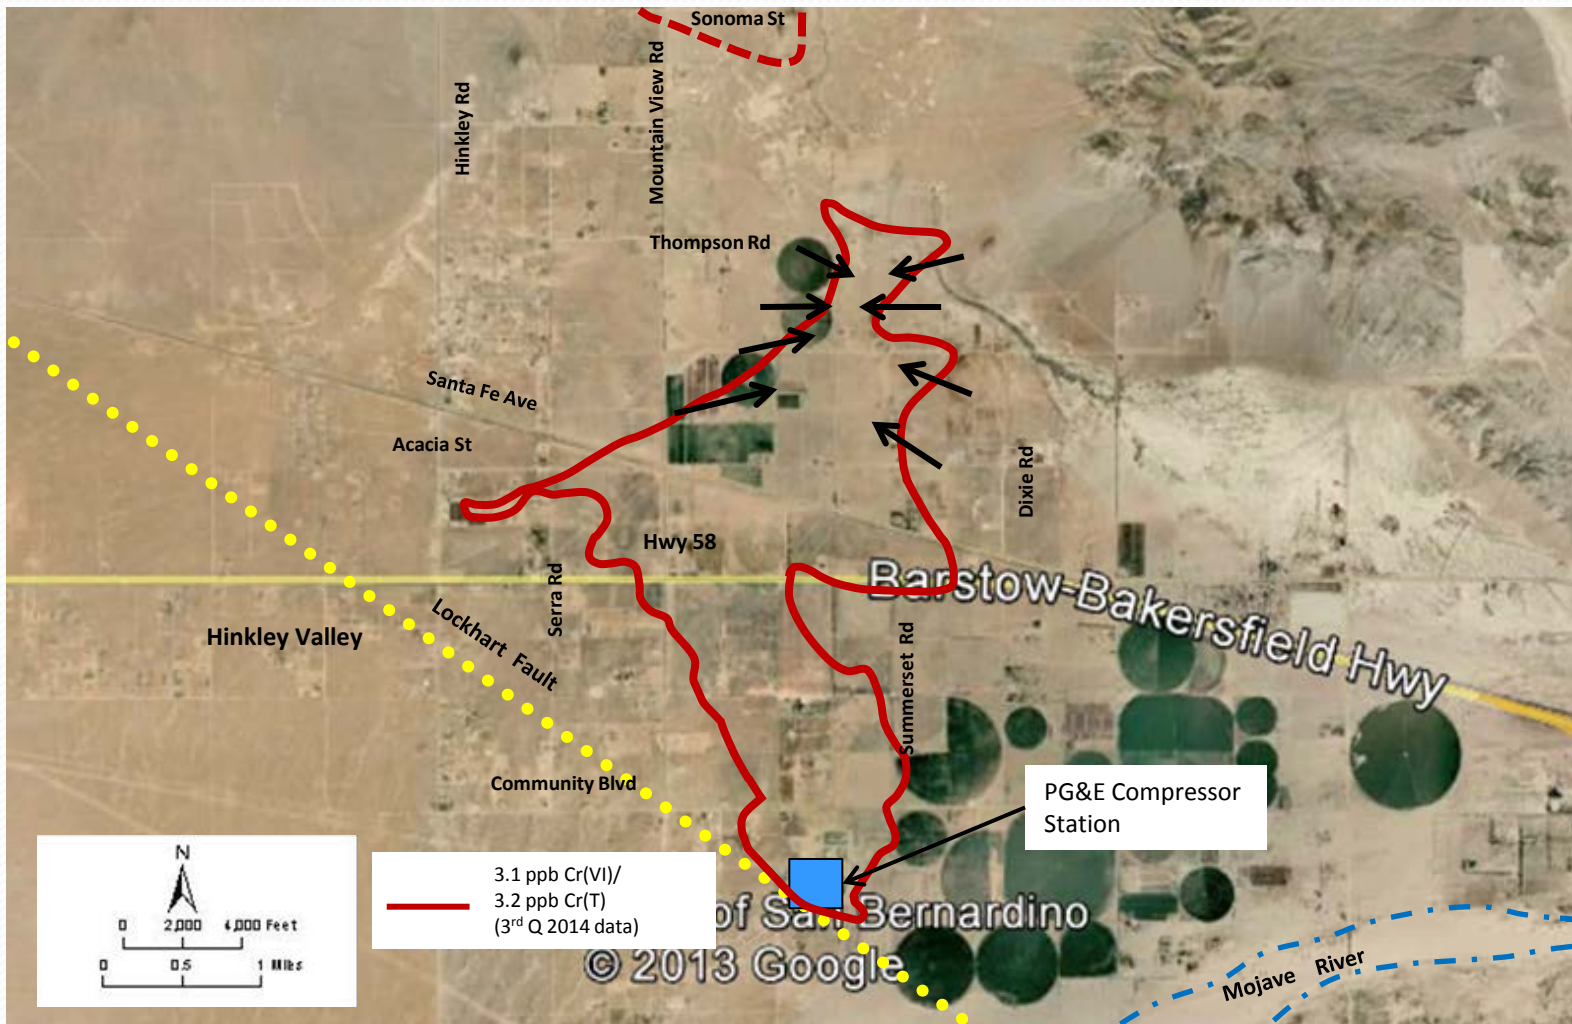 Sonoma St
Mountain View Rd
Hinkley Rd
Thompson Rd
Santa Fe Ave
Acacia St
Dixie Rd
Hwy 58
Barstow-Bakersfield Hwy
Serra Rd
Lockhart Fault
Hinkley Valley
Summerset Rd
Community Blvd
PG&E Compressor
Station
N
0 2,000 4,000 Feet
0 0.5 1 Miles
3.1 ppb Cr(VI)/
3.2 ppb Cr(T)
(3rd Q 2014 data)
of San Bernardino
© 2013 Google
Mojave River